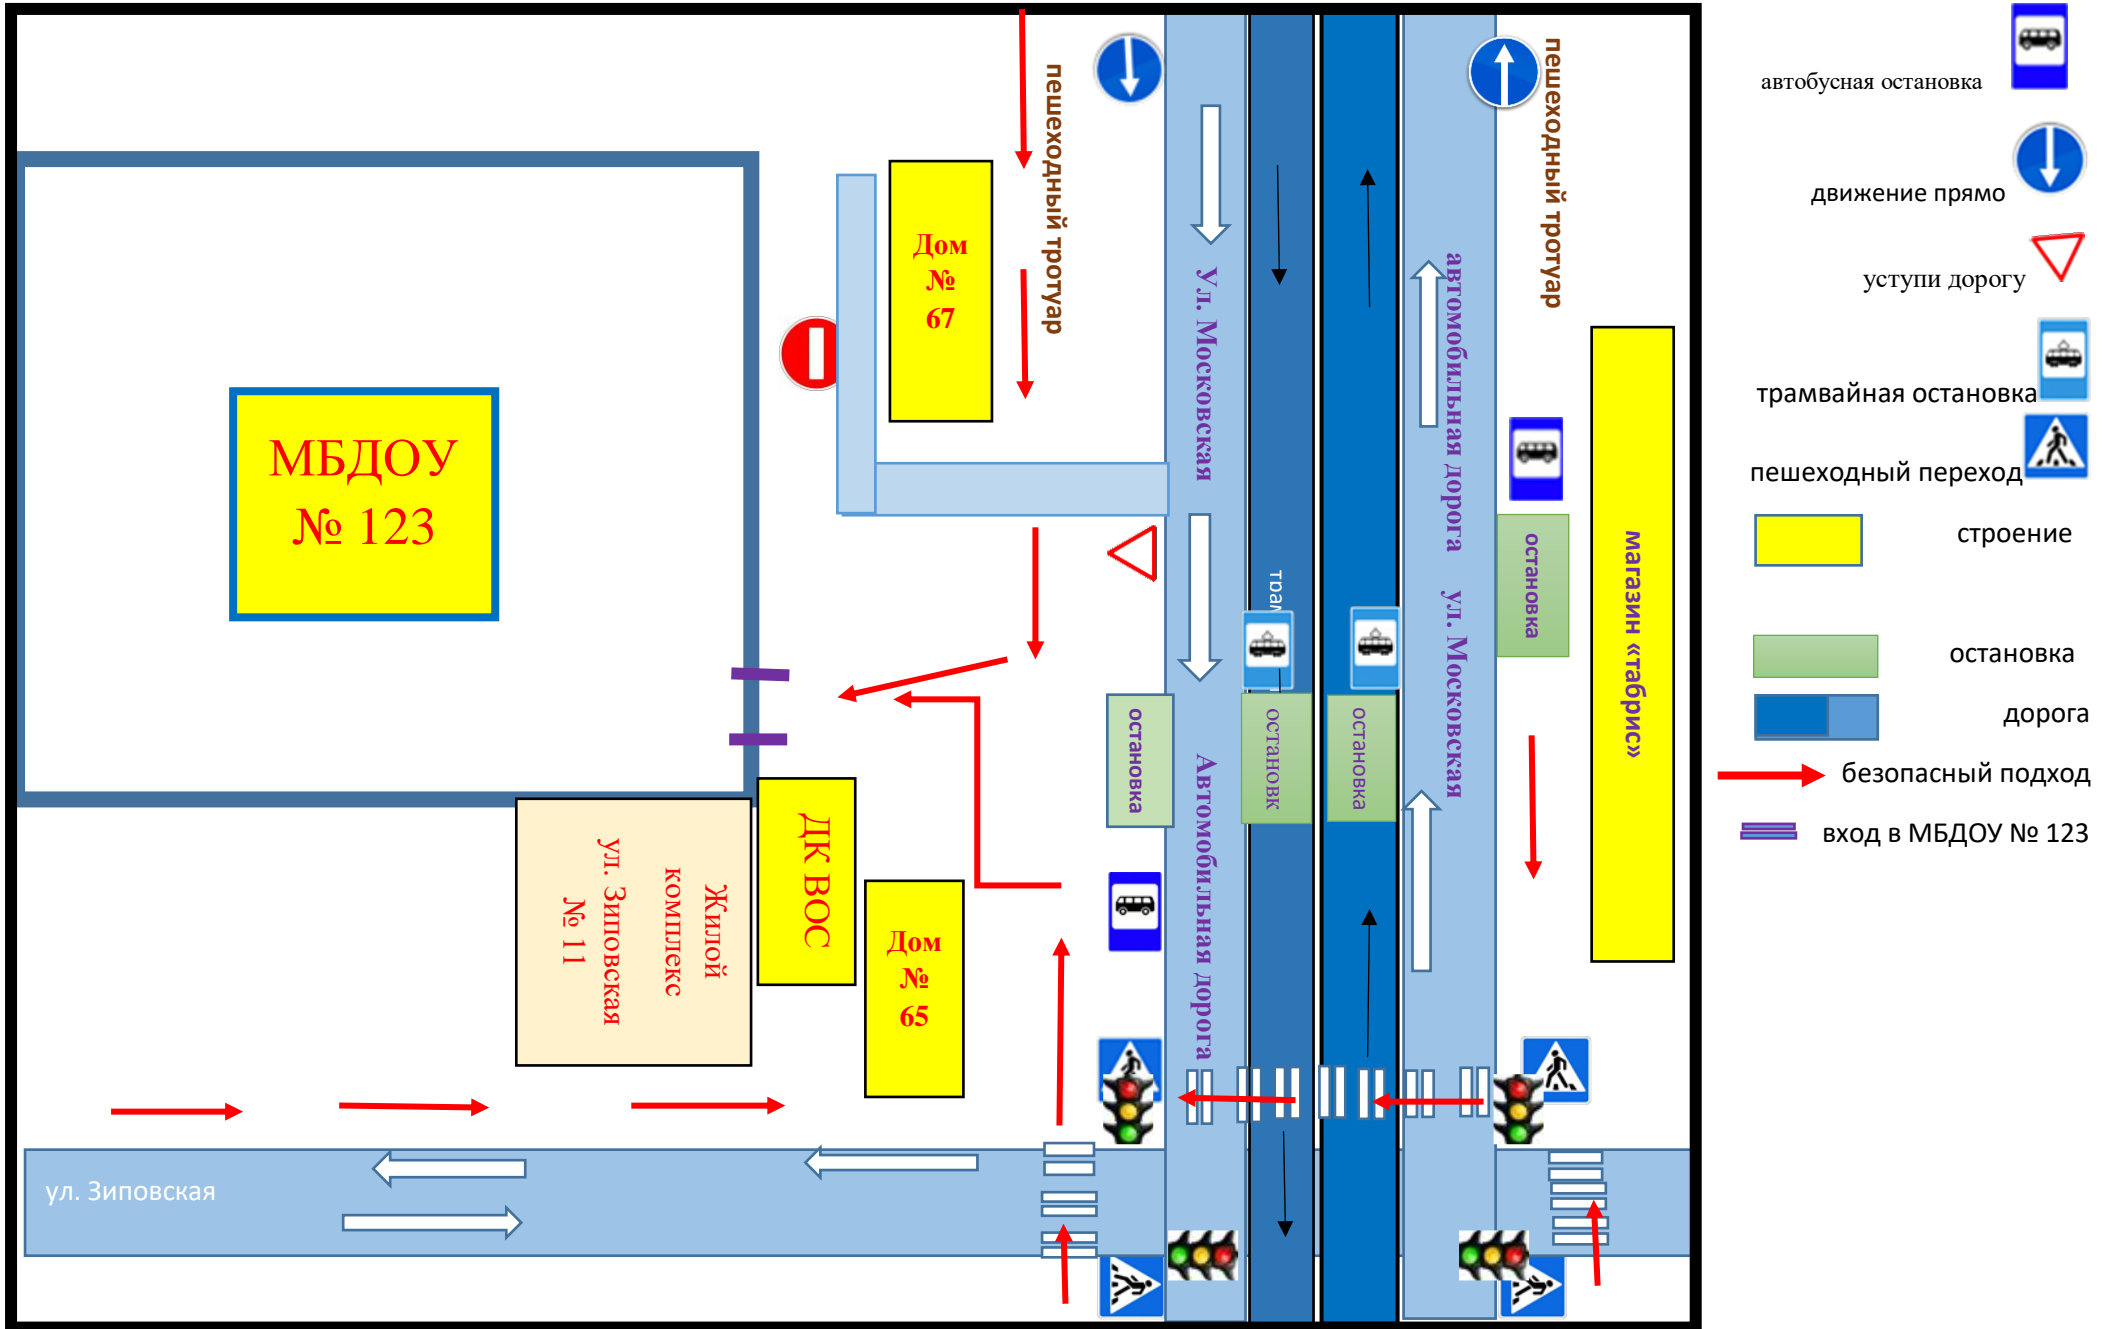 пешеходный тротуар
пешеходный тротуар
Дом
№
67
МБДОУ
№ 123
Ул. Московская
автомобильная дорога
ул. Московская
трам
остановка
остановк
остановка
остановка
Автомобильная дорога
магазин «табрис»
ДК ВОС
Жилой
комплекс
ул. Зиповская
№ 11
Дом
№
65
ул. Зиповская
автобусная остановка
движение прямо
уступи дорогу
трамвайная остановка
пешеходный переход
строение
остановка
дорога
безопасный подход
вход в МБДОУ № 123